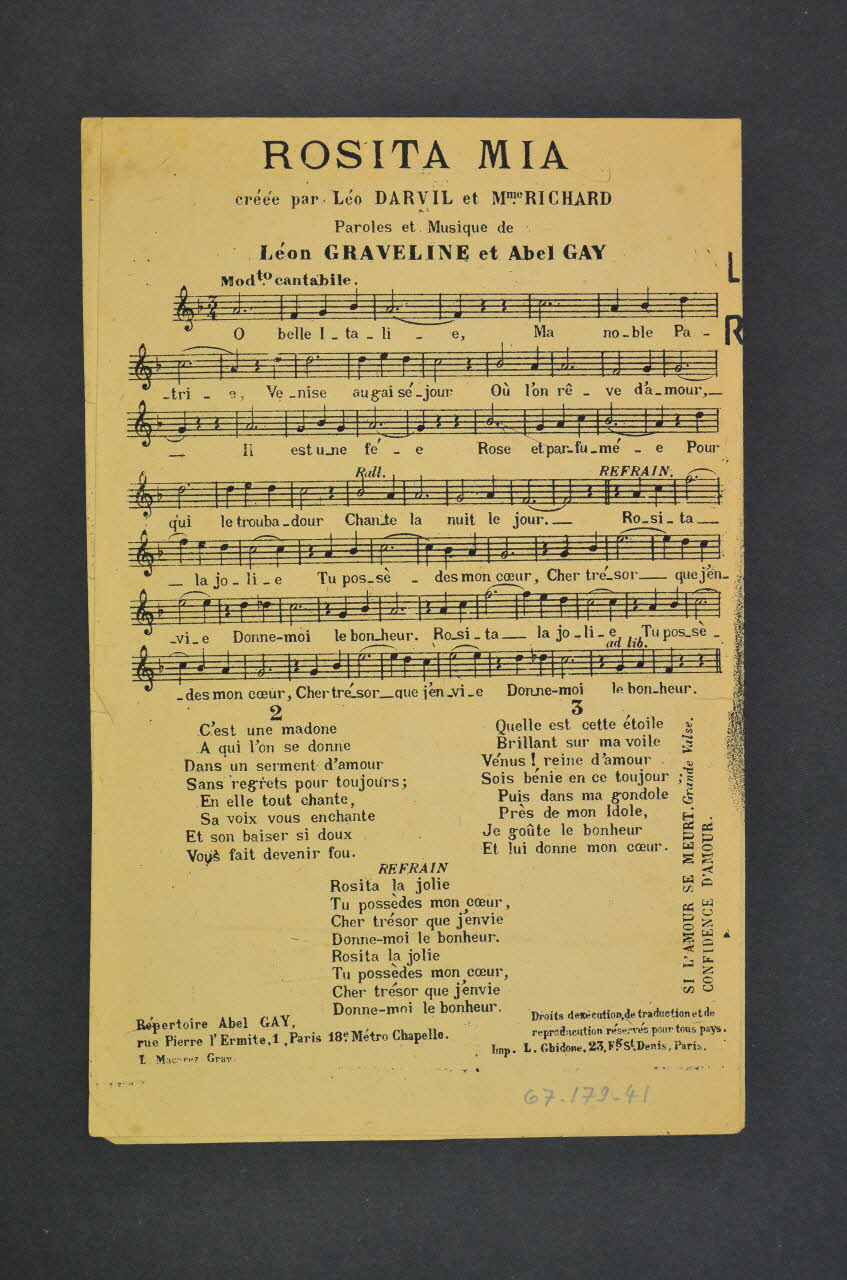 ROSITA MIA
créée par Léo DARVIL et Mme RICHARD
Paroles et Musique de
Léon GRAVELINE et Abel GAY
Modto cantabile.
L
R
O belle I_ta_li_e, Ma no_ble Pa_
_tri_e, Ve_nise au gai sé_jour Où l'on rê_ve d'a_mour,_
_ Il est u_ne fé_e Rose et par_fu_mé_e Pour
Rall. REFRAIN.
qui le trouba_dour Chan_te la nuit le jour._ Ro_si_ta_
_ la jo_li_e Tu pos_sè_des mon cœur, Cher tré_sor_ que j'en_
_vi_e Donne-moi le bon_heur. Ro_si_ta_ la jo_li_e Tu pos_sè_
ad lib.
_des mon cœur, Cher tré_sor_que j'en_vi_e Donne-moi le bon_heur.
2
C'est une madone
A qui l'on se donne
Dans un serment d'amour
Sans regrets pour toujours;
En elle tout chante,
Sa voix vous enchante
Et son baiser si doux
Vous fait devenir fou.
3
Quelle est cette étoile
Brillant sur ma voile
Vénus! reine d'amour
Sois bénie en ce toujour;
Puis dans ma gondole
Près de mon Idole,
Je goûte le bonheur
Et lui donne mon cœur.
REFRAIN
Rosita la jolie
Tu possèdes mon cœur,
Cher trésor que j'envie
Donne-moi le bonheur.
Rosita la jolie
Tu possèdes mon cœur,
Cher trésor que j'envie
Donne-moi le bonheur.
SI L'AMOUR SE MEURT. Grande Valse.
CONFIDENCE D'AMOUR.
Répertoire Abel GAY,
rue Pierre l'Ermite, 1, Paris 18e Métro Chapelle.
Grav
Droits d'exécution, de traduction et de
reproducution réservés pour tous pays.
Imp. L. Ghidone, 23, Fg St Denis, Paris.
67.179.41